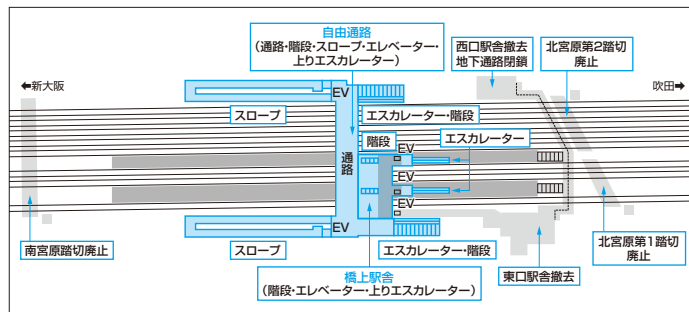 自由通路
(通路・階段・スロープ・エレベーター・
上りエスカレーター)
西口駅舎撤去
地下通路閉鎖
北宮原第2踏切
廃止
←新大阪
吹田→
EV
スロープ
エスカレーター・階段
階段
エスカレーター
EV
通路
EV
EV
EV
南宮原踏切廃止
スロープ
エスカレーター・階段
東口駅舎撤去
北宮原第1踏切
廃止
橋上駅舎
(階段・エレベーター・上りエスカレーター)